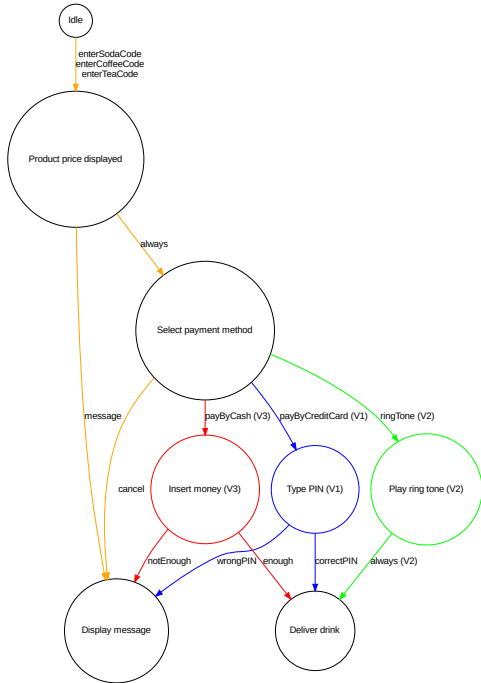 Idle
enterSodaCode
enterCoffeeCode
enterTeaCode
Product price displayed
always
Select payment method
message
payByCash (V3)
payByCreditCard (V1)
ringTone (V2)
cancel
Insert money (V3)
Type PIN (V1)
Play ring tone (V2)
notEnough
wrongPIN
enough
correctPIN
always (V2)
Display message
Deliver drink